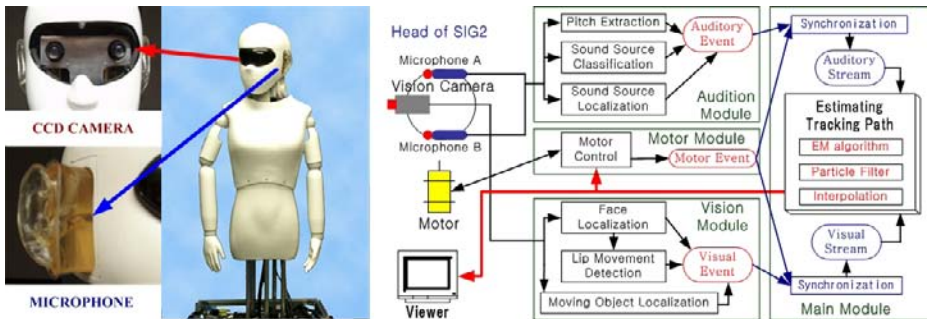 CCD CAMERA
MICROPHONE
Head of SIG2
Microphone A
Vision Camera
Microphone B
Motor
Viewer
Pitch Extraction
Sound Source
Classification
Sound Source
Localization
Auditory
Event
Audition
Module
Motor Module
Motor
Control
Motor Event
Face
Localization
Vision
Module
Lip Movement
Detection
Visual
Event
Moving Object Localization
Synchronization
Auditory
Stream
Estimating
Tracking Path
EM algorithm
Particle Filter
Interpolation
Visual
Stream
Synchronization
Main Module